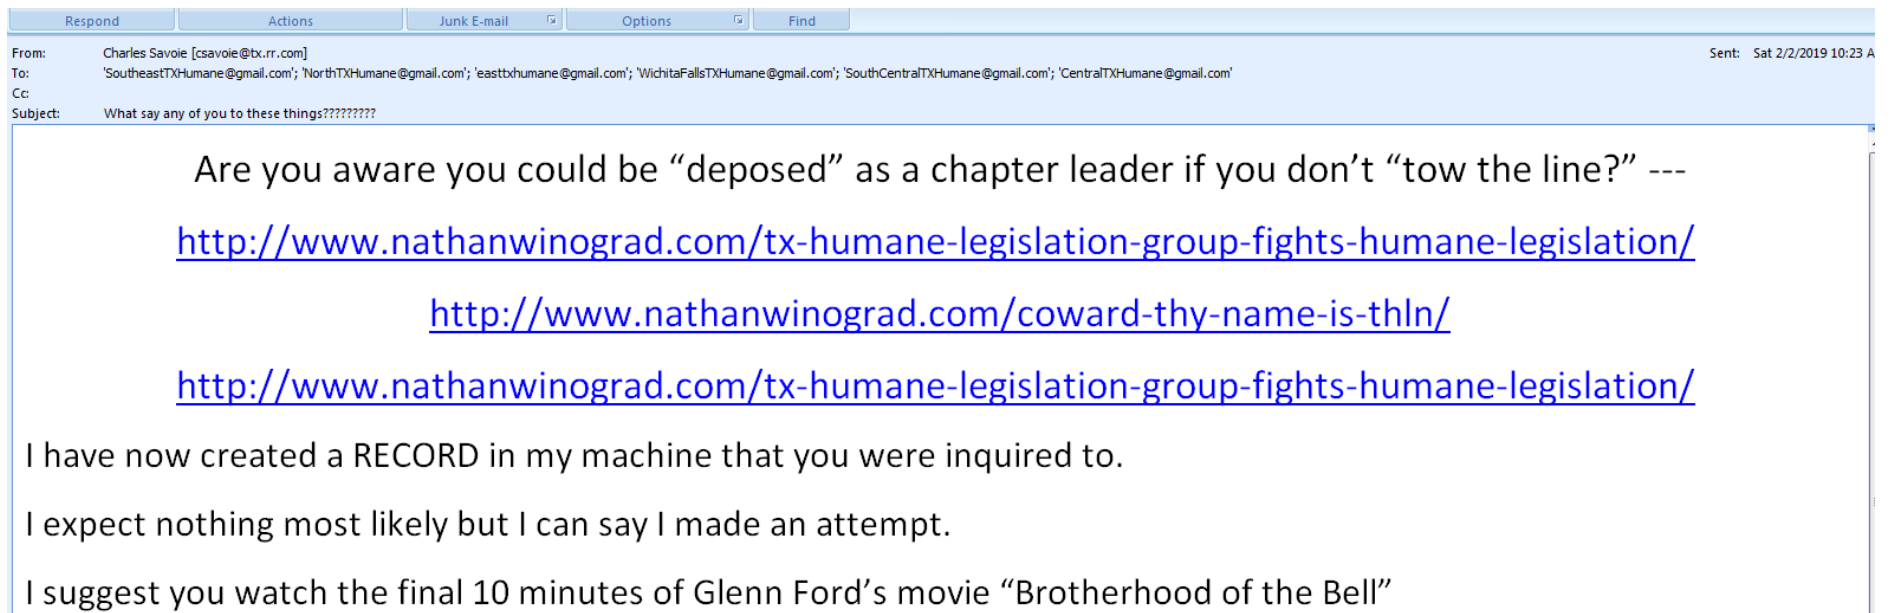 Respond Actions Junk E-mail Options Find
From: Charles Savoie [csavoie@tx.rr.com] Sent: Sat 2/2/2019 10:23 A
To: 'SoutheastTXHumane@gmail.com'; 'NorthTXHumane@gmail.com'; 'easttxhumane@gmail.com'; 'WichitaFallsTXHumane@gmail.com'; 'SouthCentralTXHumane@gmail.com'; 'CentralTXHumane@gmail.com'
Cc:
Subject: What say any of you to these things?????????
Are you aware you could be “deposed” as a chapter leader if you don’t “tow the line?” ---
http://www.nathanwinograd.com/tx-humane-legislation-group-fights-humane-legislation/
http://www.nathanwinograd.com/coward-thy-name-is-thln/
http://www.nathanwinograd.com/tx-humane-legislation-group-fights-humane-legislation/
I have now created a RECORD in my machine that you were inquired to.
I expect nothing most likely but I can say I made an attempt.
I suggest you watch the final 10 minutes of Glenn Ford’s movie “Brotherhood of the Bell”